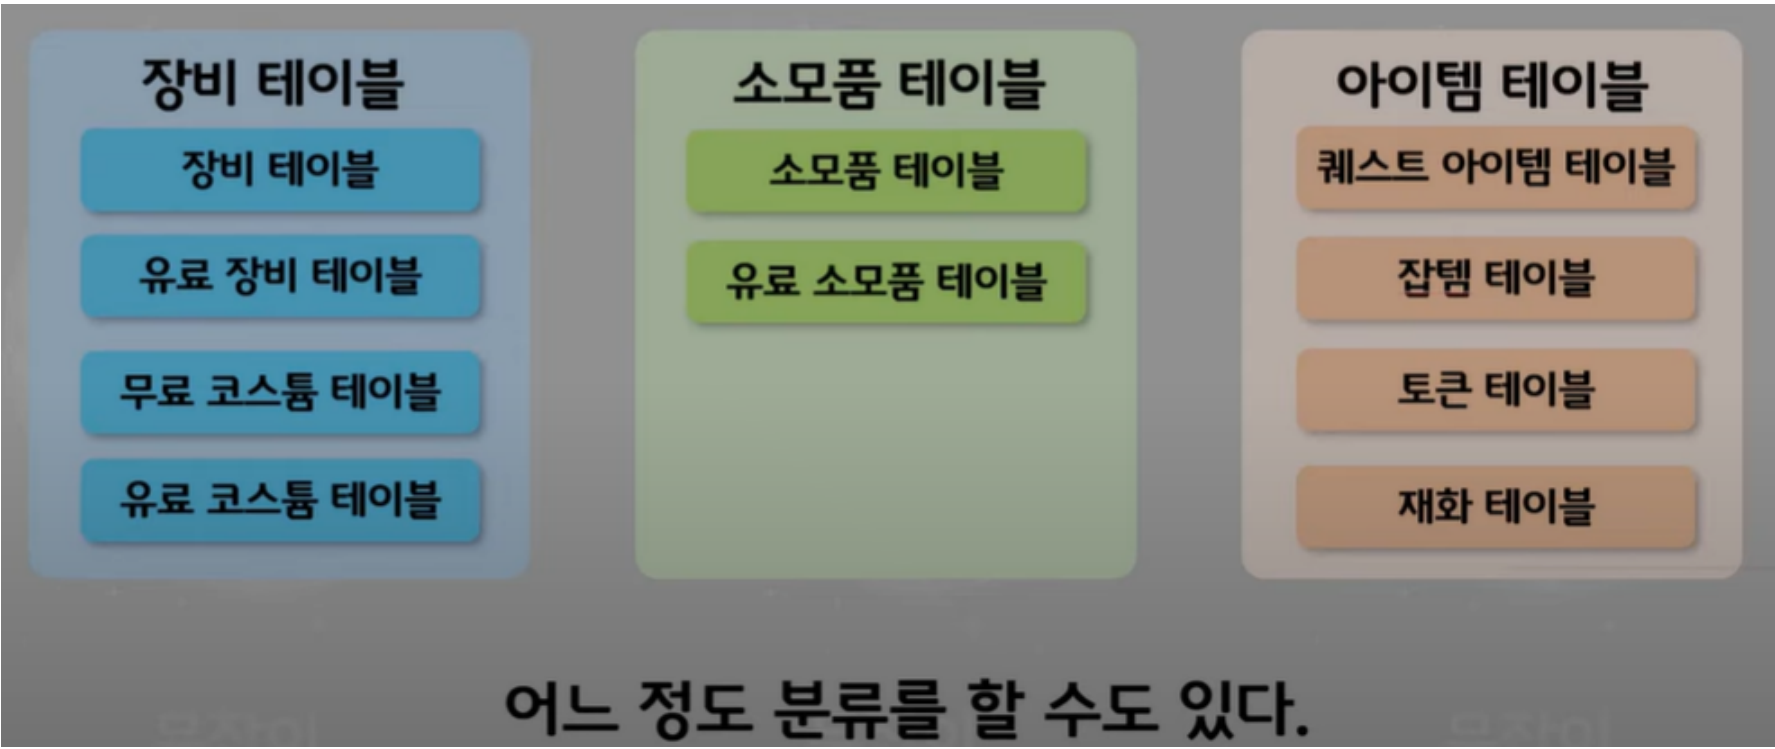 장비 테이블
장비 테이블
유료 장비 테이블
무료 코스튬 테이블
유료 코스튬 테이블
소모품 테이블
소모품 테이블
유료 소모품 테이블
아이템 테이블
퀘스트 아이템 테이블
잡템 테이블
토큰 테이블
재화 테이블
어느 정도 분류를 할 수도 있다.